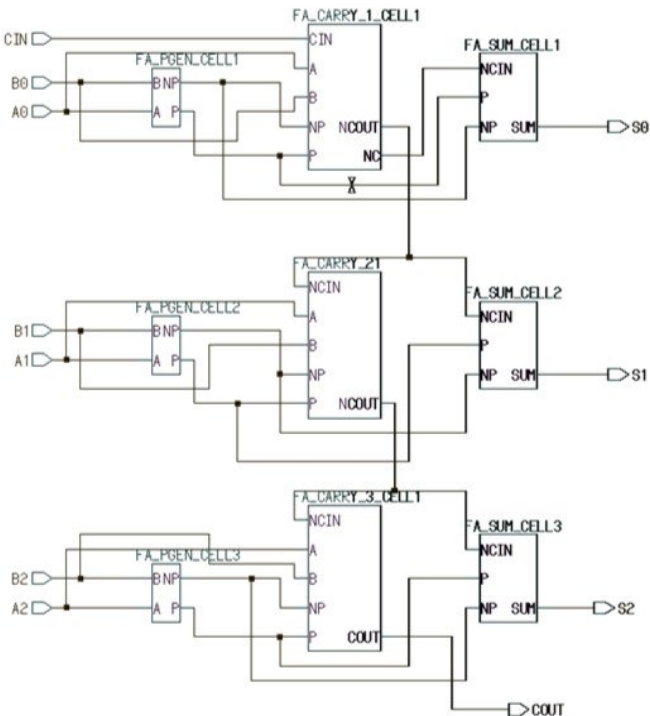 FA_CARRY_1_CELL1
CIN CIN
FA_PGEN_CELL1 FA_SUM_CELL1
A NCIN
B0 B NP B P
A0 A P NP NCOUT NP SUM S0
P NC
FA_CARRY_21
NCIN FA_SUM_CELL2
FA_PGEN_CELL2 A NCIN
B1 B NP B P
A1 A P NP NP SUM S1
P NCOUT
FA_CARRY_3_CELL1
NCIN FA_SUM_CELL3
FA_PGEN_CELL3 A NCIN
B2 B NP B P
A2 A P NP NP SUM S2
P COUT
COUT